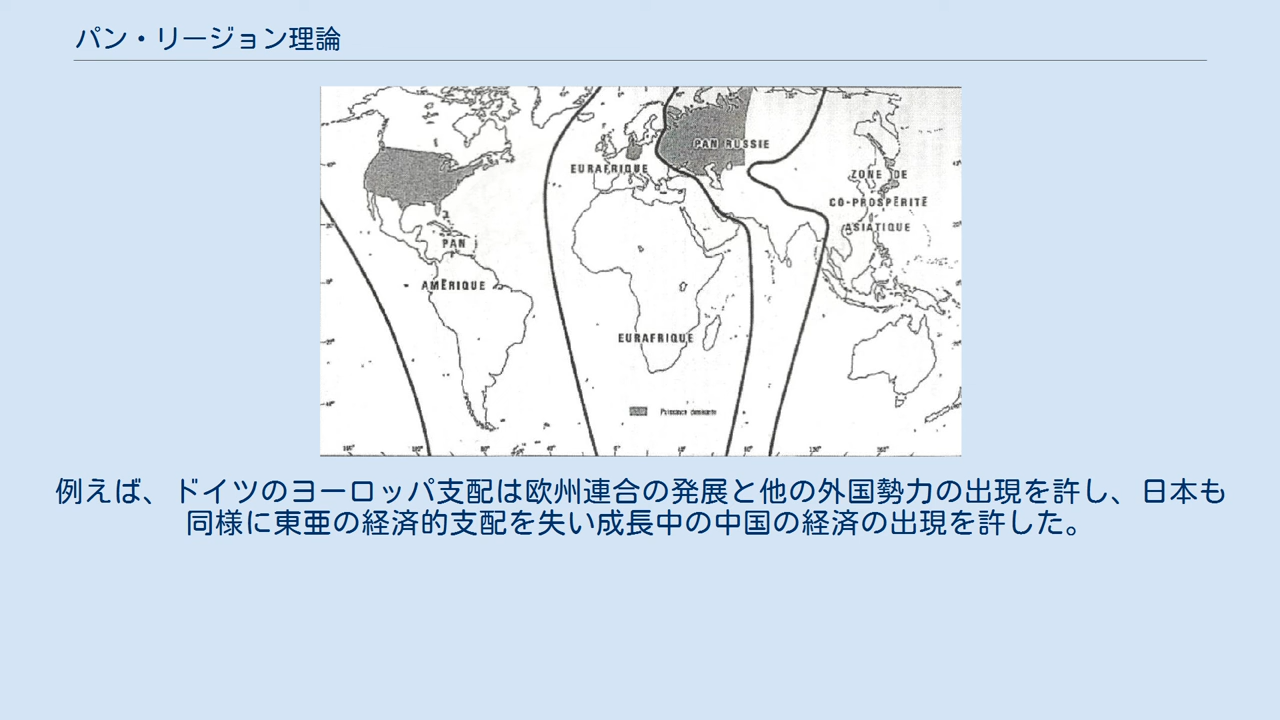 パン・リージョン理論
PAN RUSSIE
EURAFRIQUE
ZONE DE
CO-PROSPÉRITÉ
ASIATIQUE
PAN
AMÉRIQUE
EURAFRIQUE
Puissance dominante
例えば、ドイツのヨーロッパ支配は欧州連合の発展と他の外国勢力の出現を許し、日本も
同様に東亜の経済的支配を失い成長中の中国の経済の出現を許した。